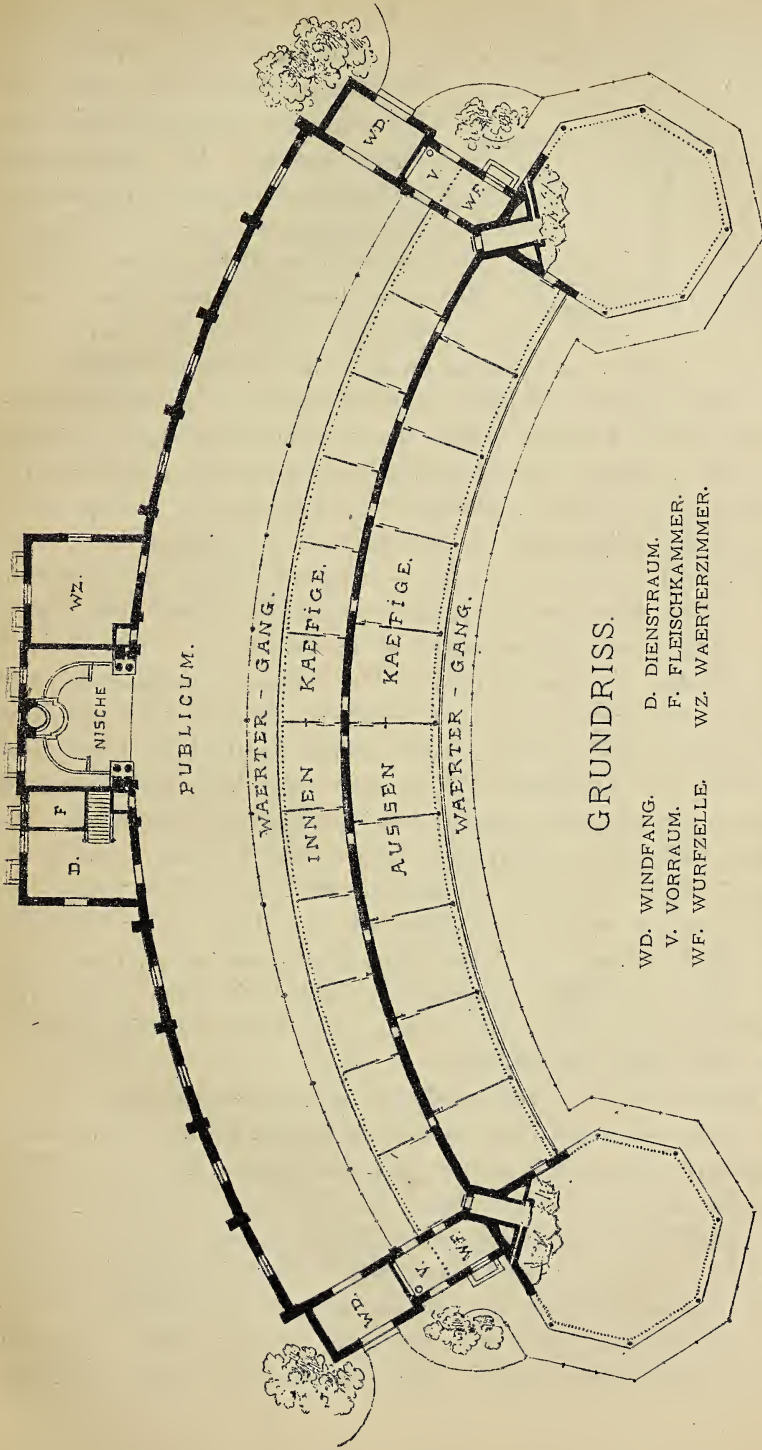 D.
F
NISCHE
WZ.
PUBLICUM.
WD.
WD.
V.
V.
WF.
WF.
WAERTER - GANG.
INNEN KAEFIGE.
AUSSEN KAEFIGE.
WAERTER - GANG.
GRUNDRISS.
WD. WINDFANG. D. DIENSTRAUM.
V. VORRAUM. F. FLEISCHKAMMER.
WF. WURFZELLE. WZ. WAERTERZIMMER.